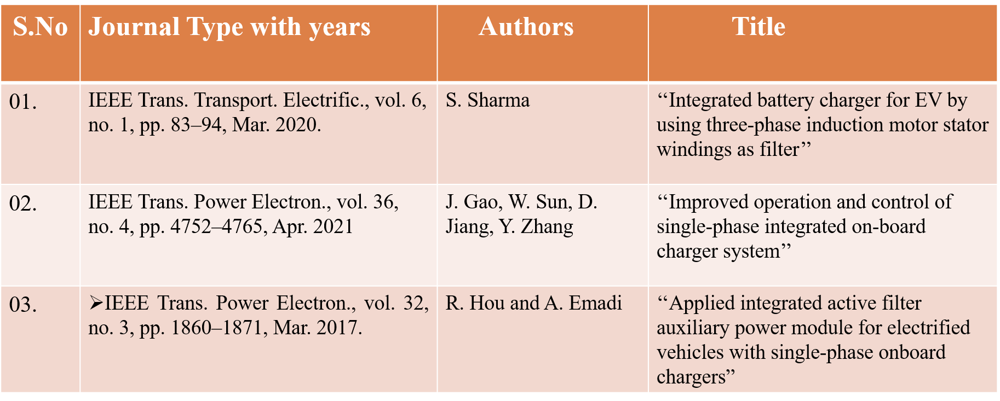 S.No
Journal Type with years
Authors
Title
01.
IEEE Trans. Transport. Electrific., vol. 6,
no. 1, pp. 83–94, Mar. 2020.
S. Sharma
‘‘Integrated battery charger for EV by
using three-phase induction motor stator
windings as filter’’
02.
IEEE Trans. Power Electron., vol. 36,
no. 4, pp. 4752–4765, Apr. 2021
J. Gao, W. Sun, D.
Jiang, Y. Zhang
‘‘Improved operation and control of
single-phase integrated on-board
charger system’’
03.
➢IEEE Trans. Power Electron., vol. 32,
no. 3, pp. 1860–1871, Mar. 2017.
R. Hou and A. Emadi
‘‘Applied integrated active filter
auxiliary power module for electrified
vehicles with single-phase onboard
chargers”